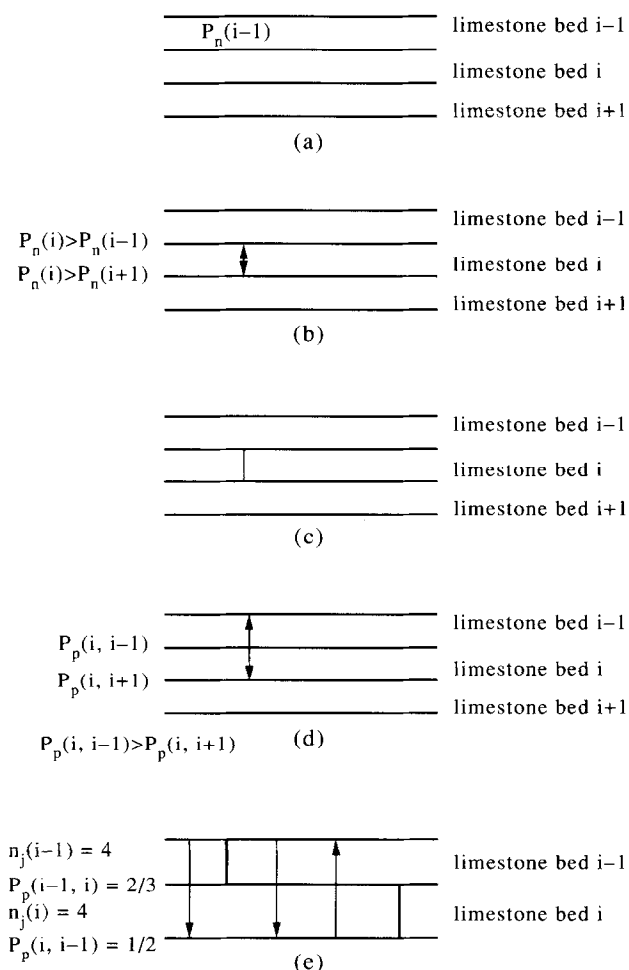 P_n(i−1)
limestone bed i−1
limestone bed i
limestone bed i+1
(a)
limestone bed i−1
P_n(i)>P_n(i−1)
limestone bed i
P_n(i)>P_n(i+1)
limestone bed i+1
(b)
limestone bed i−1
limestone bed i
limestone bed i+1
(c)
limestone bed i−1
P_p(i, i−1)
limestone bed i
P_p(i, i+1)
limestone bed i+1
(d)
P_p(i, i−1)>P_p(i, i+1)
n_j(i−1) = 4
limestone bed i−1
P_p(i−1, i) = 2/3
n_j(i) = 4
limestone bed i
P_p(i, i−1) = 1/2
(e)